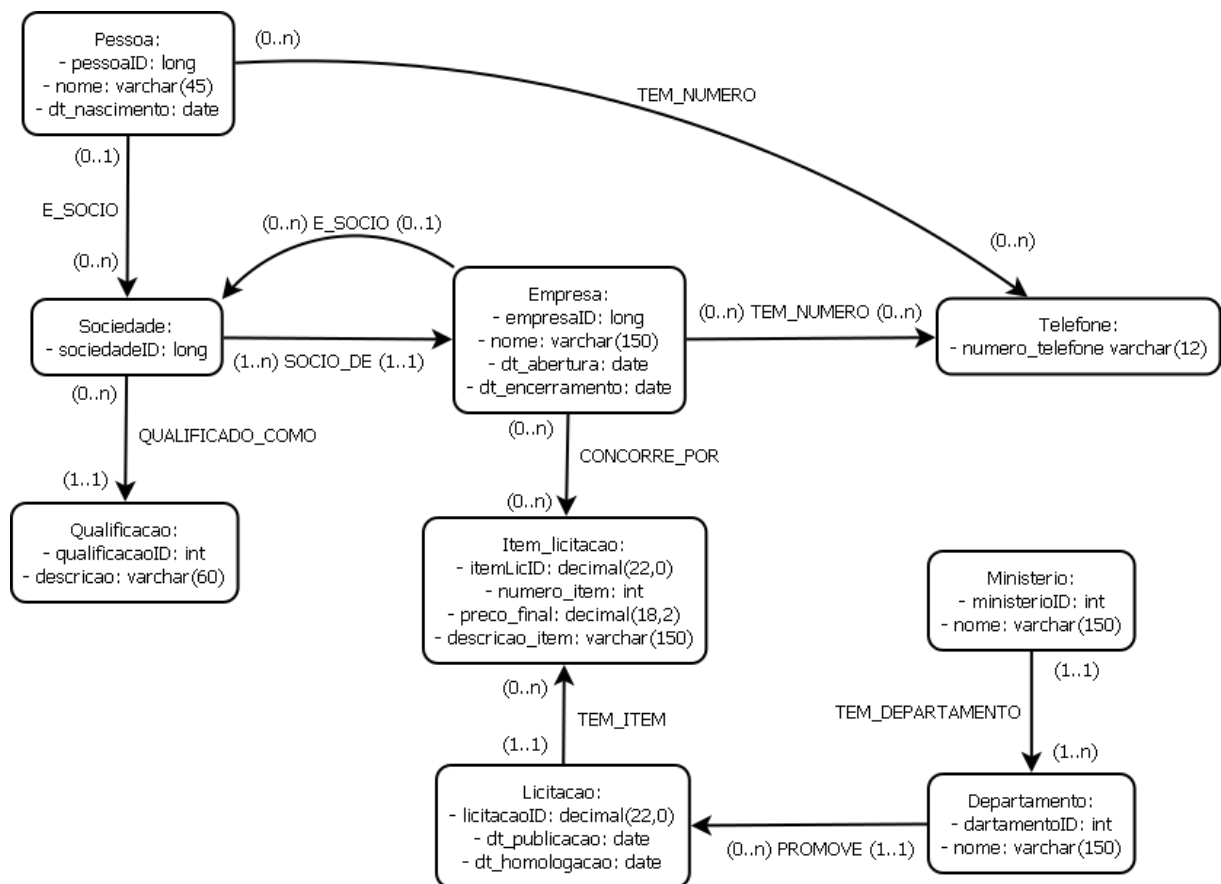 Pessoa:
- pessoaID: long
- nome: varchar(45)
- dt_nascimento: date
(0..n)
TEM_NUMERO
(0..n)
(0..1)
E_SOCIO
(0..n)
(0..n) E_SOCIO (0..1)
Sociedade:
- sociedadeID: long
(1..n) SOCIO_DE (1..1)
Empresa:
- empresaID: long
- nome: varchar(150)
- dt_abertura: date
- dt_encerramento: date
(0..n) TEM_NUMERO (0..n)
Telefone:
- numero_telefone varchar(12)
(0..n)
QUALIFICADO_COMO
(1..1)
Qualificacao:
- qualificacaoID: int
- descricao: varchar(60)
(0..n)
CONCORRE_POR
(0..n)
Item_licitacao:
- itemLicID: decimal(22,0)
- numero_item: int
- preco_final: decimal(18,2)
- descricao_item: varchar(150)
(0..n)
TEM_ITEM
(1..1)
Ministerio:
- ministerioID: int
- nome: varchar(150)
(1..1)
TEM_DEPARTAMENTO
(1..n)
Licitacao:
- licitacaoID: decimal(22,0)
- dt_publicacao: date
- dt_homologacao: date
(0..n) PROMOVE (1..1)
Departamento:
- dartamentoID: int
- nome: varchar(150)